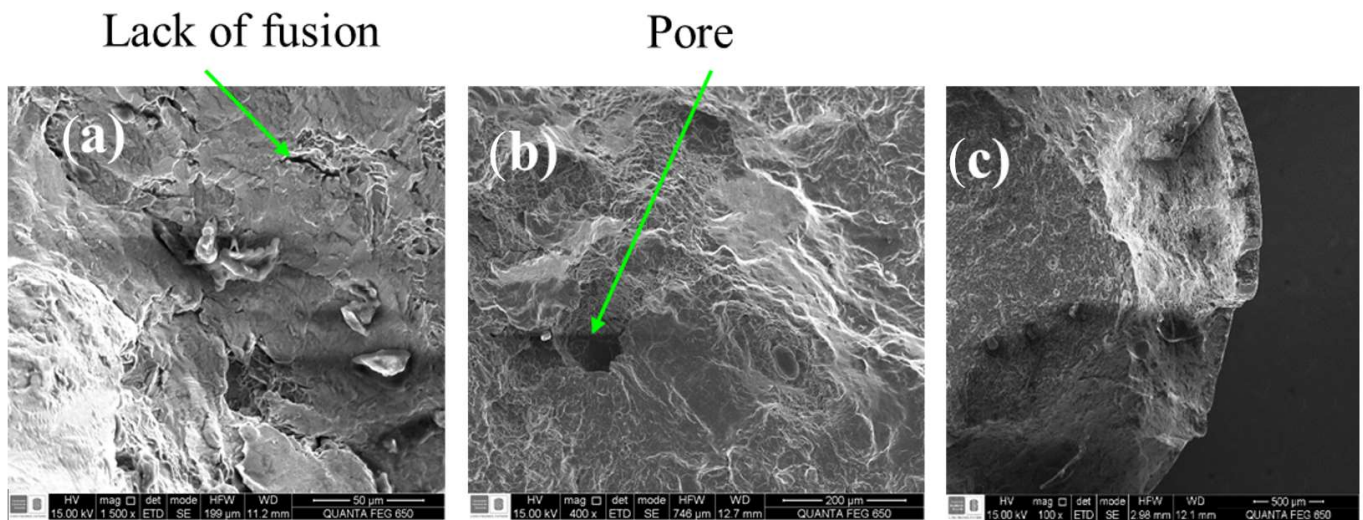 Lack of fusion
Pore
(a)
(b)
(c)
HV mag □ det mode HFW WD 50 µm
15.00 kV 1 500 x ETD SE 199 µm 11.2 mm QUANTA FEG 650
HV mag □ det mode HFW WD 200 µm
15.00 kV 400 x ETD SE 746 µm 12.7 mm QUANTA FEG 650
HV mag □ det mode HFW WD 500 µm
15.00 kV 100 x ETD SE 2.98 mm 12.1 mm QUANTA FEG 650